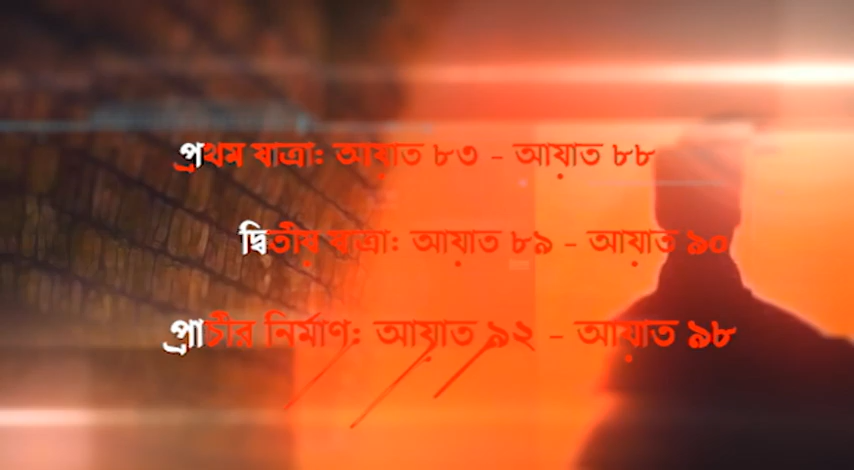 প্রথম যাত্রা: আয়াত ৮৩ - আয়াত ৮৮
দ্বিতীয় যাত্রা: আয়াত ৮৯ - আয়াত ৯০
প্রাচীর নির্মাণ: আয়াত ৯২ - আয়াত ৯৮